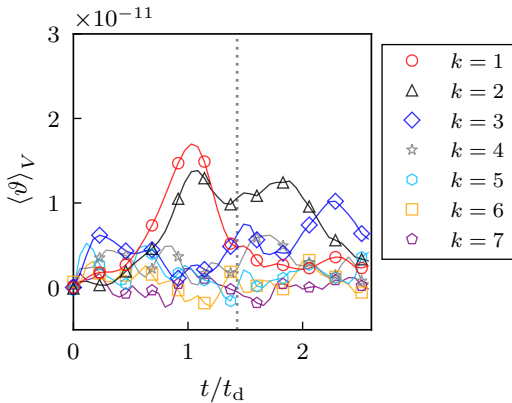 ×10⁻¹¹
3
2
1
0
⟨ϑ⟩_V
0
1
2
t/t_d
k = 1
k = 2
k = 3
k = 4
k = 5
k = 6
k = 7